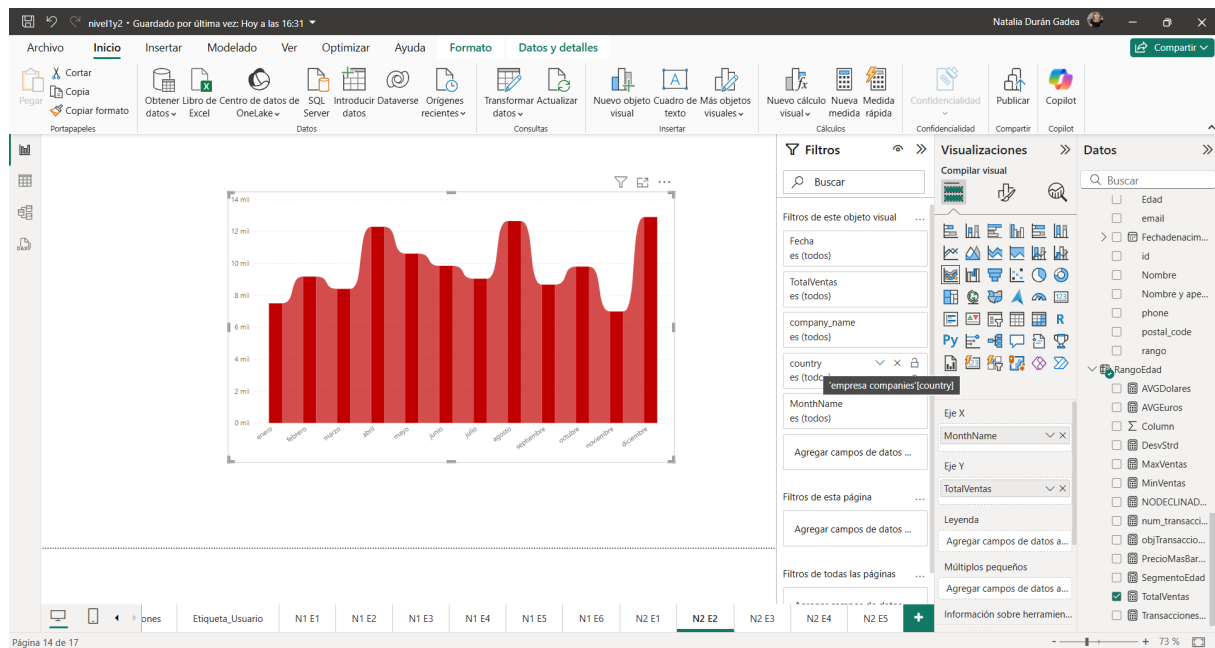 nivel1y2 • Guardado por última vez: Hoy a las 16:31
Natalia Durán Gadea
Archivo Inicio Insertar Modelado Ver Optimizar Ayuda Formato Datos y detalles
Compartir
Pegar
Cortar
Copia
Copiar formato
Portapapeles
Obtener datos
Libro de Excel
Centro de datos de OneLake
SQL Server
Introducir datos
Dataverse
Orígenes recientes
Datos
Transformar datos
Actualizar
Consultas
Nuevo objeto visual
Cuadro de texto
Más objetos visuales
Insertar
Nuevo cálculo visual
Nueva medida
Medida rápida
Cálculos
Confidencialidad
Confidencialidad
Publicar
Compartir
Copilot
Copilot
14 mil
12 mil
10 mil
8 mil
6 mil
4 mil
2 mil
0 mil
enero febrero marzo abril mayo junio julio agosto septiembre octubre noviembre diciembre
Filtros
Buscar
Filtros de este objeto visual ...
Fecha
es (todos)
TotalVentas
es (todos)
company_name
es (todos)
country
es (todos)
'empresa companies'[country]
MonthName
es (todos)
Agregar campos de datos ...
Filtros de esta página ...
Agregar campos de datos ...
Filtros de todas las páginas ...
Visualizaciones
Compilar visual
123
R
Py
Eje X
MonthName
Eje Y
TotalVentas
Leyenda
Agregar campos de datos a...
Múltiplos pequeños
Agregar campos de datos a...
Información sobre herramien...
Datos
Buscar
Edad
email
Fechadenacim...
id
Nombre
Nombre y ape...
phone
postal_code
rango
RangoEdad
AVGDolares
AVGEuros
Column
DesvStrd
MaxVentas
MinVentas
NODECLINAD...
num_transacci...
objTransaccio...
PrecioMasBar...
SegmentoEdad
TotalVentas
Transacciones...
ones Etiqueta_Usuario N1 E1 N1 E2 N1 E3 N1 E4 N1 E5 N1 E6 N2 E1 N2 E2 N2 E3 N2 E4 N2 E5
Página 14 de 17
73 %